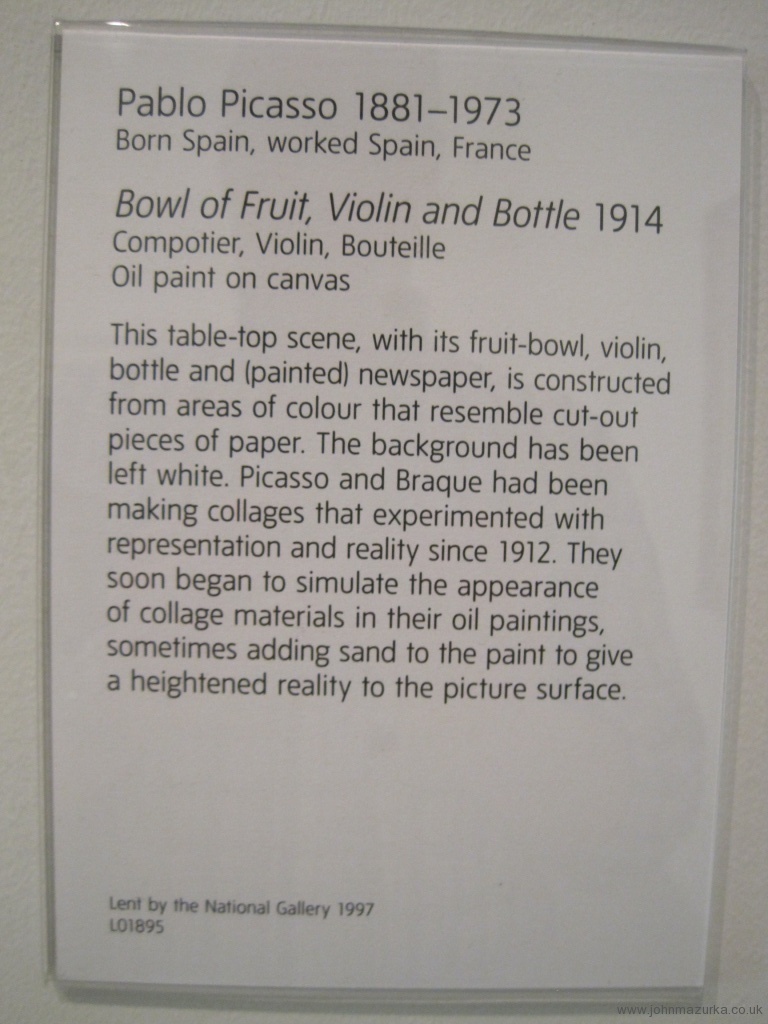 Pablo Picasso 1881–1973
Born Spain, worked Spain, France
Bowl of Fruit, Violin and Bottle 1914
Compotier, Violin, Bouteille
Oil paint on canvas
This table-top scene, with its fruit-bowl, violin,
bottle and (painted) newspaper, is constructed
from areas of colour that resemble cut-out
pieces of paper. The background has been
left white. Picasso and Braque had been
making collages that experimented with
representation and reality since 1912. They
soon began to simulate the appearance
of collage materials in their oil paintings,
sometimes adding sand to the paint to give
a heightened reality to the picture surface.
Lent by the National Gallery 1997
L01895
www.johnmazurka.co.uk